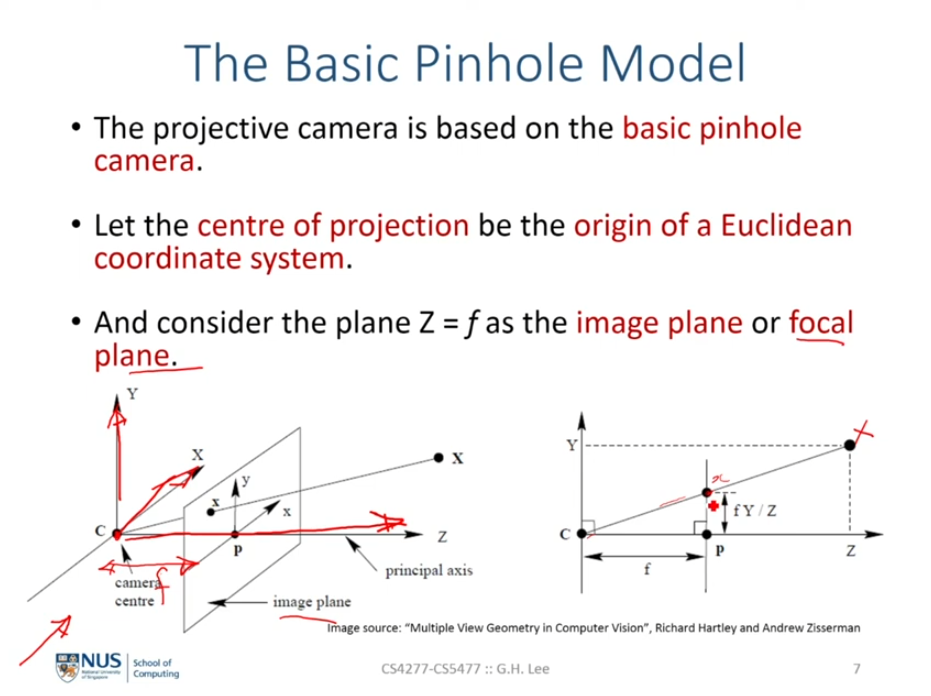 The Basic Pinhole Model
• The projective camera is based on the basic pinhole
camera.
• Let the centre of projection be the origin of a Euclidean
coordinate system.
• And consider the plane Z = f as the image plane or focal
plane.
Y
X
C
camera
centre
f
x
y
x
p
X
Z
principal axis
image plane
Y
X
x
C
f Y / Z
p
Z
f
Image source: "Multiple View Geometry in Computer Vision", Richard Hartley and Andrew Zisserman
NUS
National University
of Singapore
School of
Computing
CS4277-CS5477 :: G.H. Lee
7